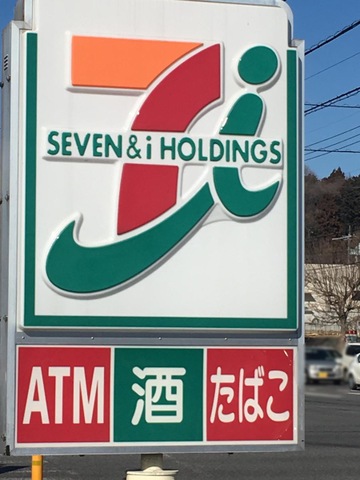 SEVEN & i HOLDINGS
ATM 酒 たばこ